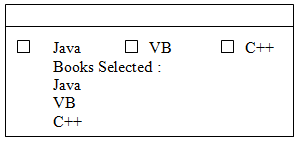 Java VB C++
Books Selected :
Java
VB
C++